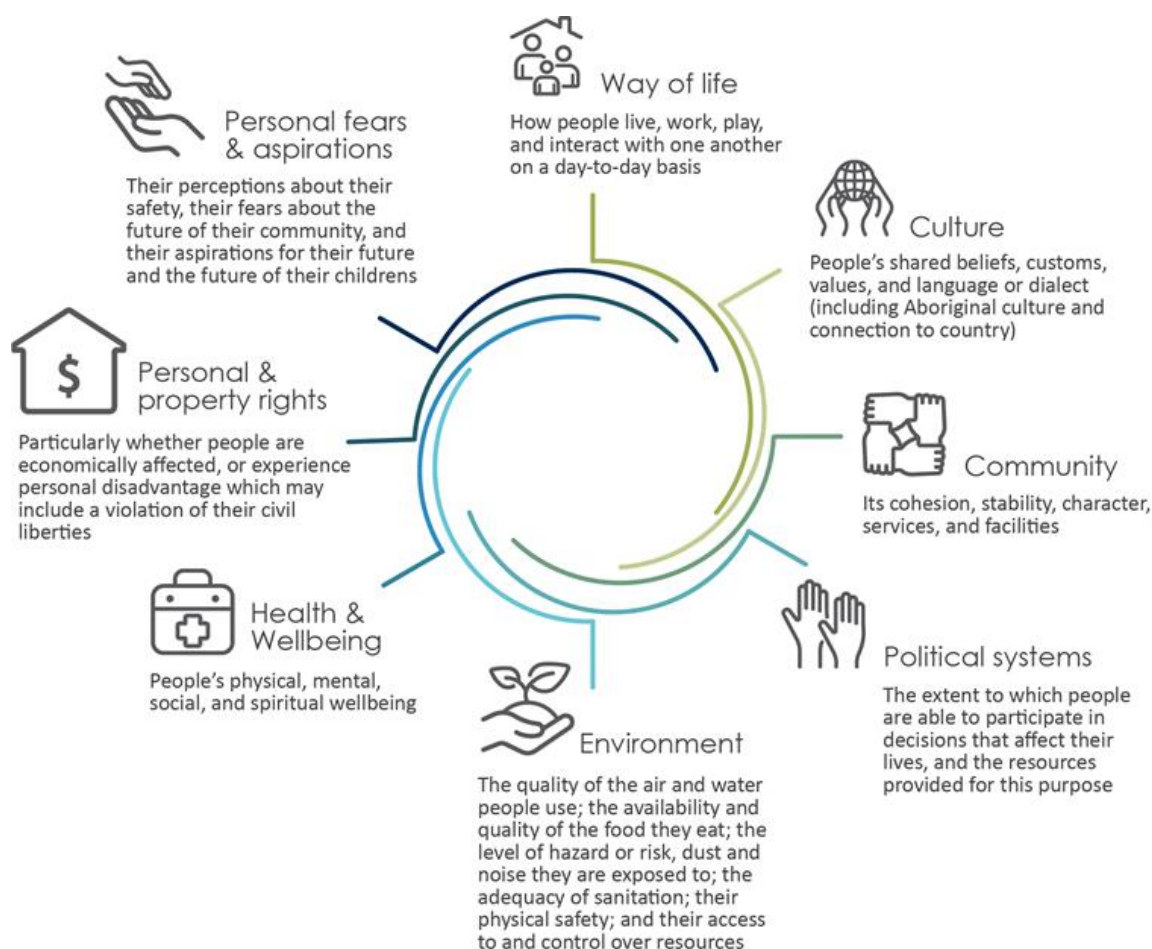 Way of life
How people live, work, play,
and interact with one another
on a day-to-day basis
Culture
People's shared beliefs, customs,
values, and language or dialect
(including Aboriginal culture and
connection to country)
Community
Its cohesion, stability, character,
services, and facilities
Political systems
The extent to which people
are able to participate in
decisions that affect their
lives, and the resources
provided for this purpose
Environment
The quality of the air and water
people use; the availability and
quality of the food they eat; the
level of hazard or risk, dust and
noise they are exposed to; the
adequacy of sanitation; their
physical safety; and their access
to and control over resources
Health &
Wellbeing
People's physical, mental,
social, and spiritual wellbeing
$
Personal &
property rights
Particularly whether people are
economically affected, or experience
personal disadvantage which may
include a violation of their civil
liberties
Personal fears
& aspirations
Their perceptions about their
safety, their fears about the
future of their community, and
their aspirations for their future
and the future of their childrens